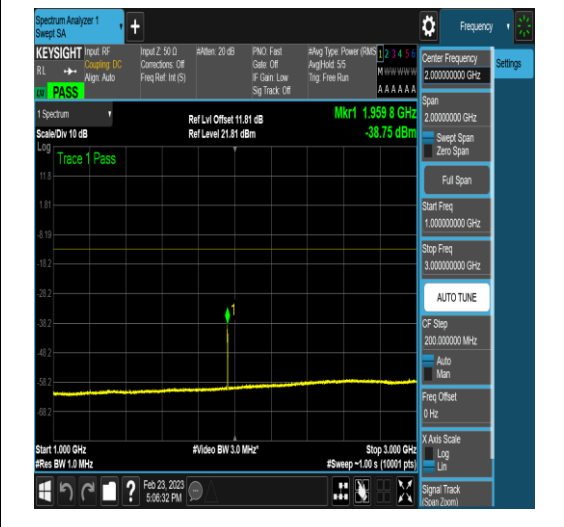 Spectrum Analyzer 1
Swept SA
Frequency
KEYSIGHT
RL
PASS
Input: RF
Coupling: DC
Align: Auto
Input Z: 50 Ω
Corrections: Off
Freq Ref: Int (S)
#Atten: 20 dB
PNO: Fast
Gate: Off
IF Gain: Low
Sig Track: Off
#Avg Type: Power (RMS
Avg|Hold: 5/5
Trig: Free Run
1 2 3 4 5 6
M w w w w w
A A A A A A
1 Spectrum
Scale/Div 10 dB
Ref Lvl Offset 11.81 dB
Ref Level 21.81 dBm
Mkr1 1.959 8 GHz
-38.75 dBm
Log
Trace 1 Pass
11.8
1.81
-8.19
-18.2
-28.2
-38.2
-48.2
-58.2
-68.2
1
Start 1.000 GHz
#Res BW 1.0 MHz
#Video BW 3.0 MHz*
Stop 3.000 GHz
#Sweep ~1.00 s (10001 pts)
Feb 23, 2023
5:06:32 PM
Settings
Center Frequency
2.000000000 GHz
Span
2.00000000 GHz
Swept Span
Zero Span
Full Span
Start Freq
1.000000000 GHz
Stop Freq
3.000000000 GHz
AUTO TUNE
CF Step
200.000000 MHz
Auto
Man
Freq Offset
0 Hz
X Axis Scale
Log
Lin
Signal Track
(Span Zoom)